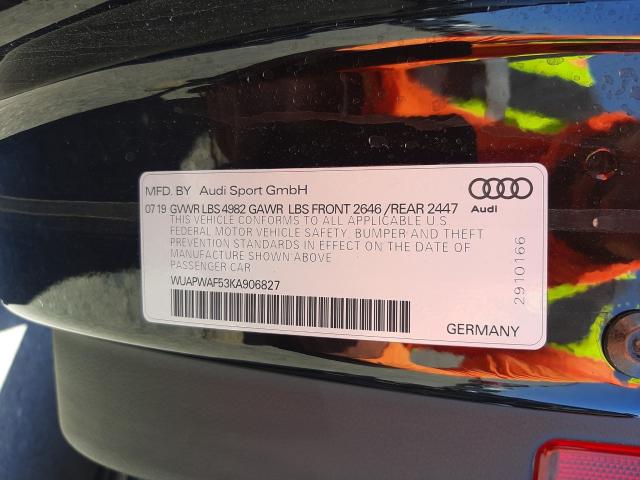 MFD. BY Audi Sport GmbH
07 19 GVWR LBS 4982 GAWR LBS FRONT 2646 /REAR 2447
THIS VEHICLE CONFORMS TO ALL APPLICABLE U.S.
FEDERAL MOTOR VEHICLE SAFETY, BUMPER AND THEFT
PREVENTION STANDARDS IN EFFECT ON THE DATE OF
MANUFACTURE SHOWN ABOVE
PASSENGER CAR
WUAPWAF53KA906827
GERMANY
Audi
2910166